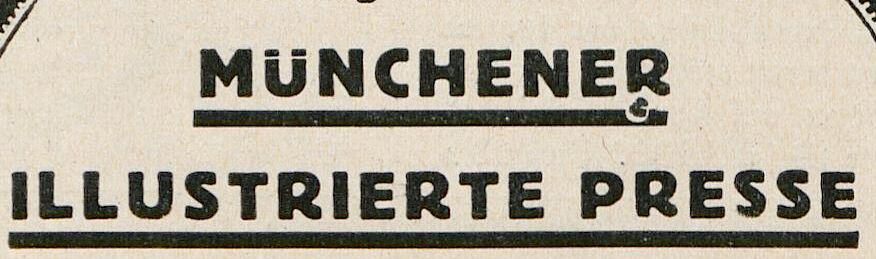 MÜNCHENER
ILLUSTRIERTE PRESSE